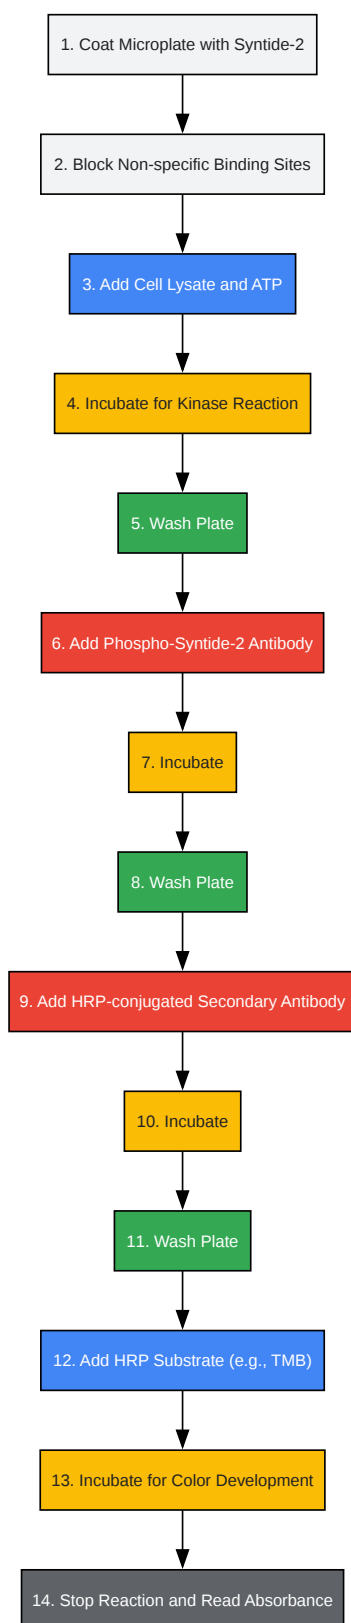 1. Coat Microplate with Syntide-2
2. Block Non-specific Binding Sites
3. Add Cell Lysate and ATP
4. Incubate for Kinase Reaction
5. Wash Plate
6. Add Phospho-Syntide-2 Antibody
7. Incubate
8. Wash Plate
9. Add HRP-conjugated Secondary Antibody
10. Incubate
11. Wash Plate
12. Add HRP Substrate (e.g., TMB)
13. Incubate for Color Development
14. Stop Reaction and Read Absorbance